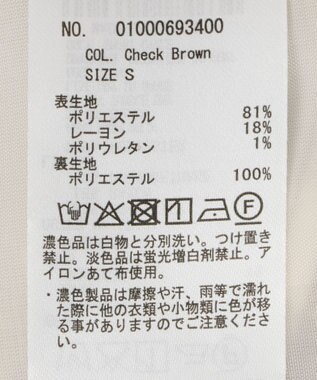 NO. 01000693400
COL. Check Brown
SIZE S
表生地
ポリエステル 81%
レーヨン 18%
ポリウレタン 1%
裏生地
ポリエステル 100%
F
濃色品は白物と分別洗い。つけ置き
禁止。淡色品は蛍光増白剤禁止。ア
イロンあて布使用。
・濃色製品は摩擦や汗、雨等で濡れ
た際に他の衣類や小物類に色が移
る事がありますのでご注意くださ
い。